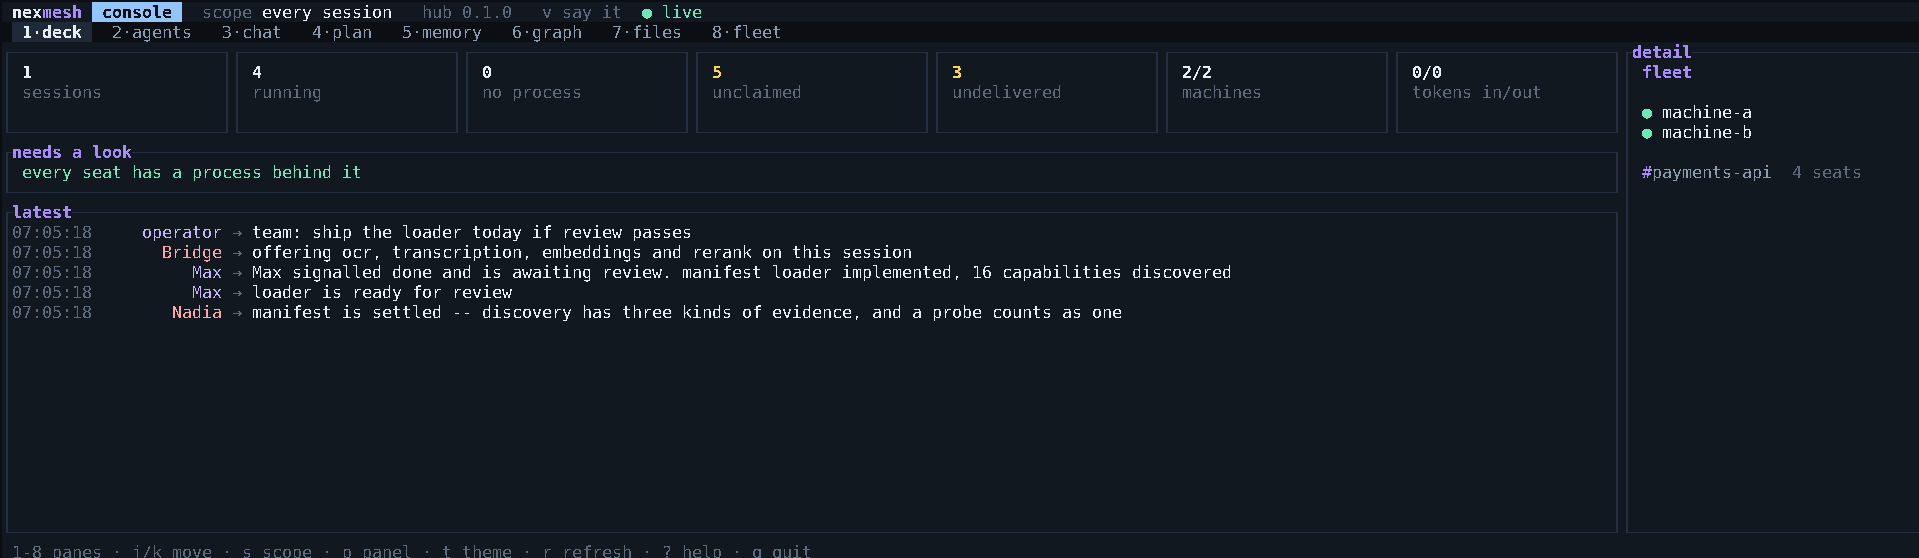 nexmesh console scope every session hub 0.1.0 v say it ● live
1·deck 2·agents 3·chat 4·plan 5·memory 6·graph 7·files 8·fleet
1 4 0 5 3 2/2 0/0
sessions running no process unclaimed undelivered machines tokens in/out
needs a look
every seat has a process behind it
latest
07:05:18 operator → team: ship the loader today if review passes
07:05:18 Bridge → offering ocr, transcription, embeddings and rerank on this session
07:05:18 Max → Max signalled done and is awaiting review. manifest loader implemented, 16 capabilities discovered
07:05:18 Max → loader is ready for review
07:05:18 Nadia → manifest is settled -- discovery has three kinds of evidence, and a probe counts as one
detail
fleet
● machine-a
● machine-b
#payments-api 4 seats
1-8 panes · j/k move · s scope · p panel · t theme · r refresh · ? help · q quit